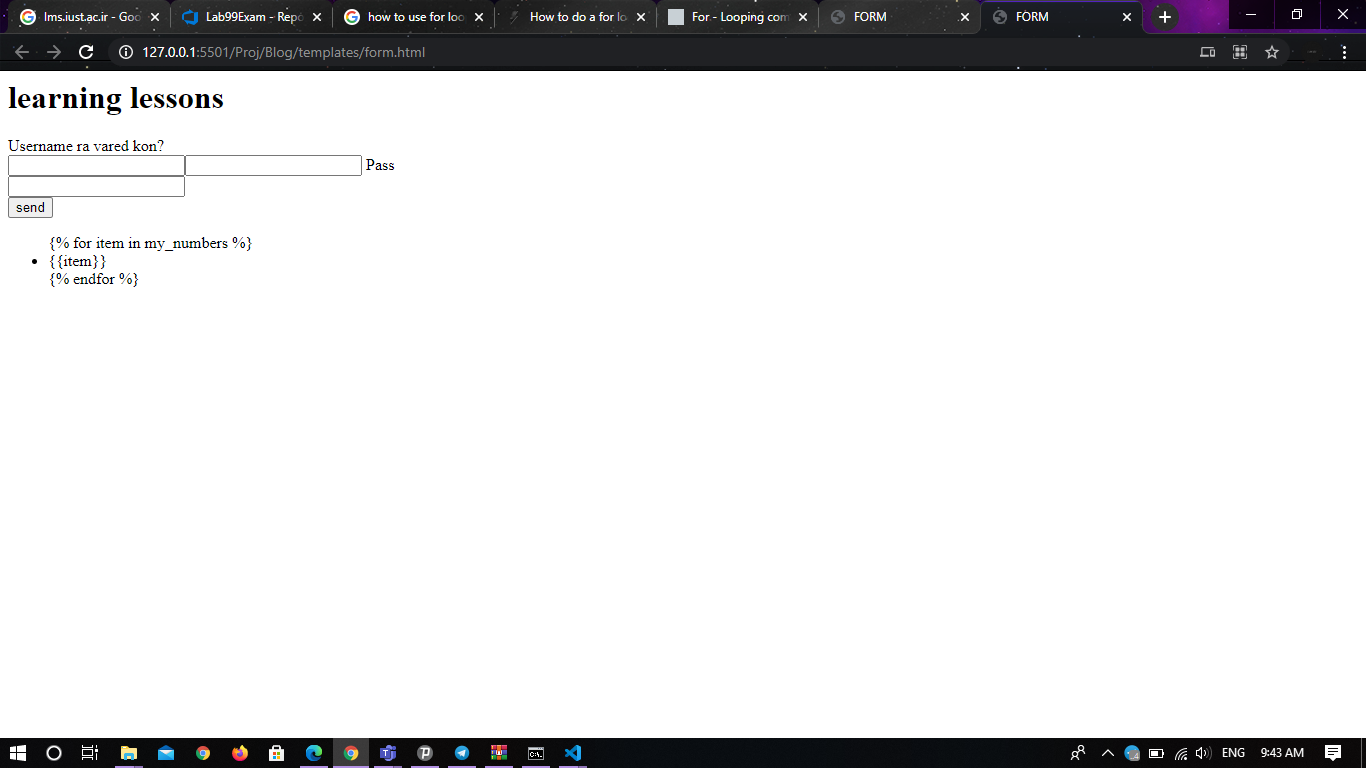 lms.iust.ac.ir - Goo
Lab99Exam - Repo
how to use for loo
How to do a for lo
For - Looping com
FORM
FORM
127.0.0.1:5501/Proj/Blog/templates/form.html
learning lessons
Username ra vared kon?
Pass
send
{% for item in my_numbers %}
{{item}}
{% endfor %}
ENG
9:43 AM